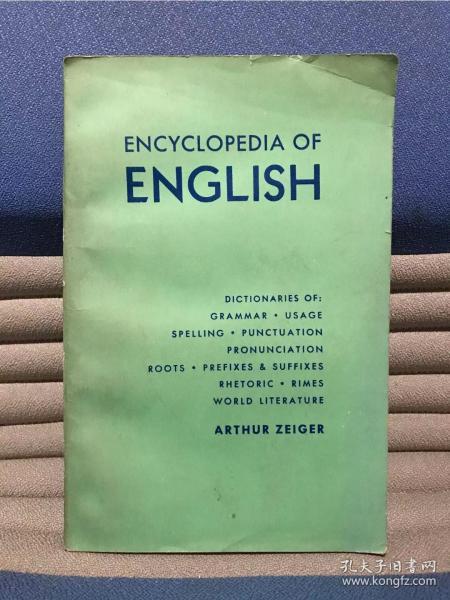 ENCYCLOPEDIA OF
ENGLISH
DICTIONARIES OF:
GRAMMAR • USAGE
SPELLING • PUNCTUATION
PRONUNCIATION
ROOTS • PREFIXES & SUFFIXES
RHETORIC • RIMES
WORLD LITERATURE
ARTHUR ZEIGER
孔夫子旧书网
www.kongfz.com